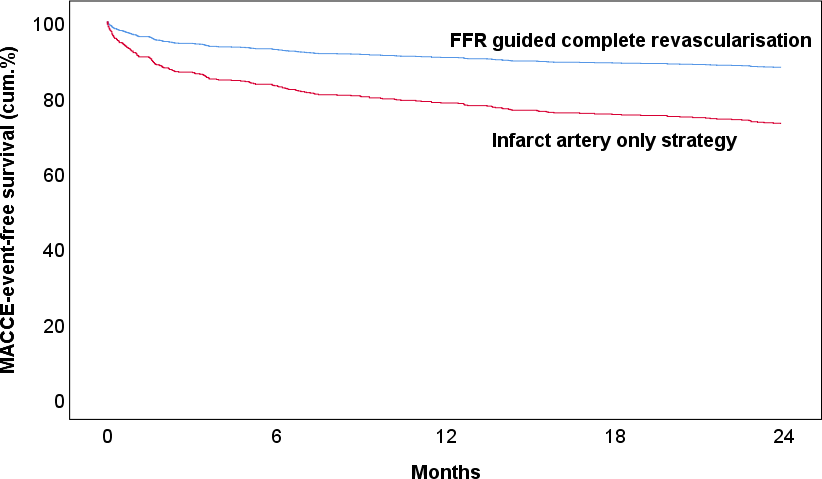 100
80
60
40
20
0
MACCE-event-free survival (cum.%)
FFR guided complete revascularisation
Infarct artery only strategy
0 6 12 18 24
Months